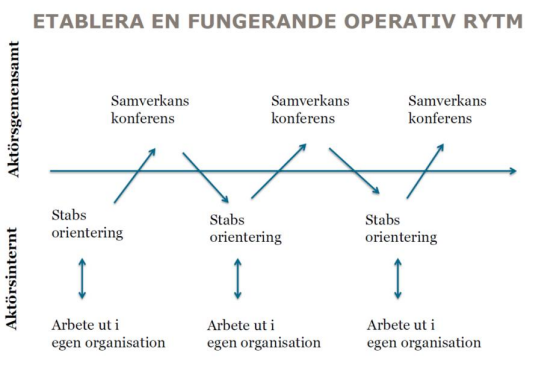 ETABLERA EN FUNGERANDE OPERATIV RYTM
Aktörsgemensamt
Samverkans
konferens
Samverkans
konferens
Samverkans
konferens
Aktörsinternt
Stabs
orientering
Stabs
orientering
Stabs
orientering
Arbete ut i
egen organisation
Arbete ut i
egen organisation
Arbete ut i
egen organisation